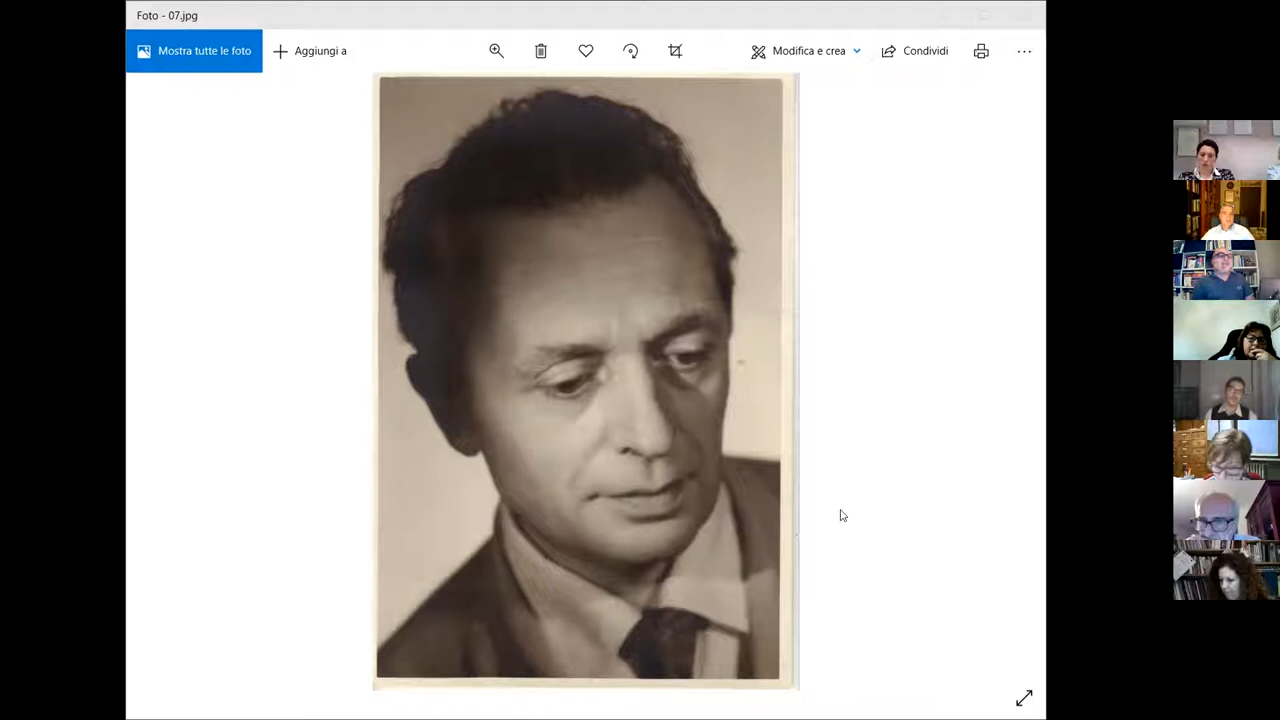 Foto - 07.jpg
Mostra tutte le foto
Aggiungi a
Modifica e crea
Condividi